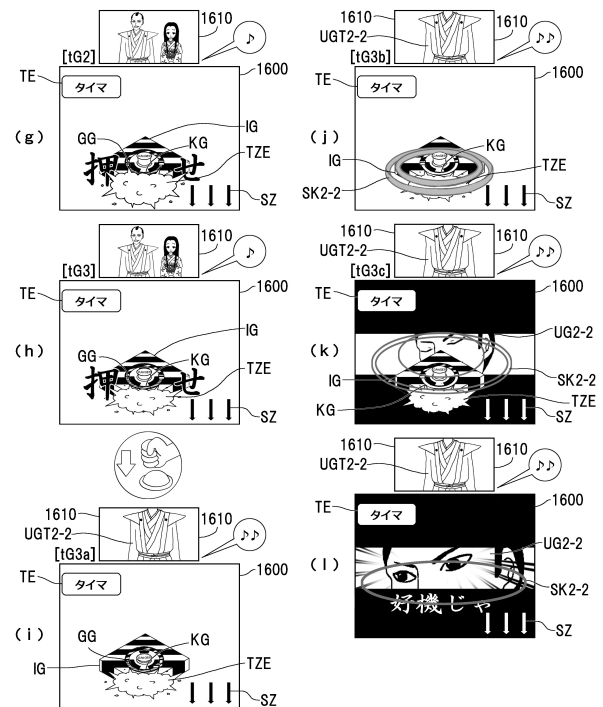 1610
[tG2]
♪
TE
1600
タイマ
(g)
GG
KG
IG
TZE
押せ
SZ
1610
[tG3]
♪
TE
1600
タイマ
(h)
GG
KG
IG
TZE
押せ
SZ
1610
UGT2-2
1610
[tG3a]
♪♪
TE
1600
タイマ
(i)
GG
KG
IG
TZE
SZ
1610
UGT2-2
1610
[tG3b]
♪♪
TE
1600
タイマ
(j)
KG
IG
TZE
SK2-2
SZ
1610
UGT2-2
1610
[tG3c]
♪♪
TE
1600
タイマ
UG2-2
(k)
IG
SK2-2
KG
TZE
SZ
1610
UGT2-2
1610
♪♪
TE
1600
タイマ
UG2-2
(l)
SK2-2
好機じゃ
SZ